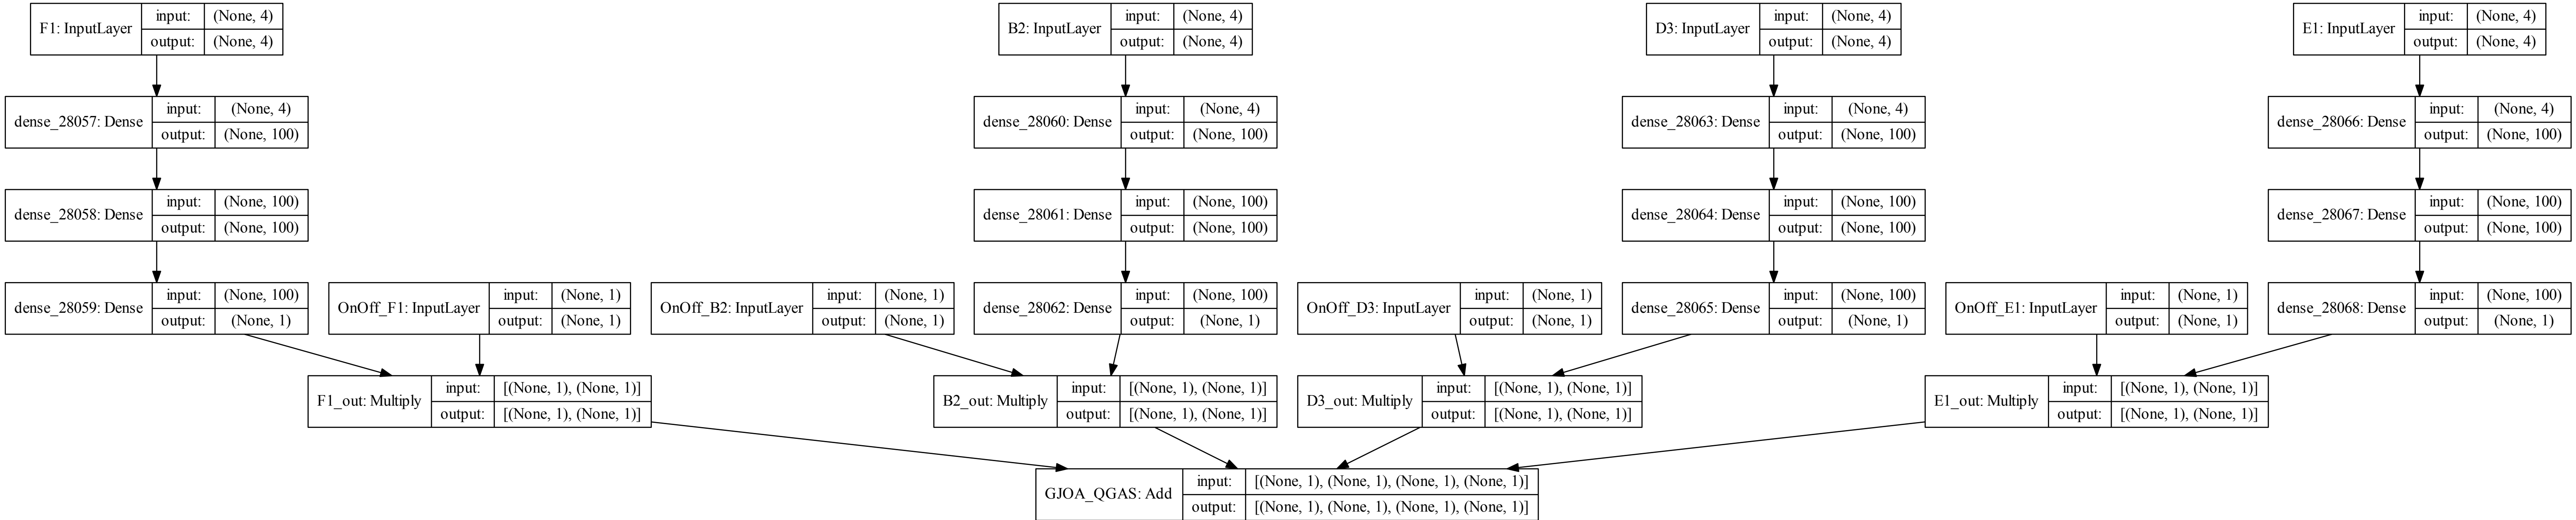 F1: InputLayer input: (None, 4)
output: (None, 4)
B2: InputLayer input: (None, 4)
output: (None, 4)
D3: InputLayer input: (None, 4)
output: (None, 4)
E1: InputLayer input: (None, 4)
output: (None, 4)
dense_28057: Dense input: (None, 4)
output: (None, 100)
dense_28060: Dense input: (None, 4)
output: (None, 100)
dense_28063: Dense input: (None, 4)
output: (None, 100)
dense_28066: Dense input: (None, 4)
output: (None, 100)
dense_28058: Dense input: (None, 100)
output: (None, 100)
dense_28061: Dense input: (None, 100)
output: (None, 100)
dense_28064: Dense input: (None, 100)
output: (None, 100)
dense_28067: Dense input: (None, 100)
output: (None, 100)
dense_28059: Dense input: (None, 100)
output: (None, 1)
OnOff_F1: InputLayer input: (None, 1)
output: (None, 1)
OnOff_B2: InputLayer input: (None, 1)
output: (None, 1)
dense_28062: Dense input: (None, 100)
output: (None, 1)
OnOff_D3: InputLayer input: (None, 1)
output: (None, 1)
dense_28065: Dense input: (None, 100)
output: (None, 1)
OnOff_E1: InputLayer input: (None, 1)
output: (None, 1)
dense_28068: Dense input: (None, 100)
output: (None, 1)
F1_out: Multiply input: [(None, 1), (None, 1)]
output: [(None, 1), (None, 1)]
B2_out: Multiply input: [(None, 1), (None, 1)]
output: [(None, 1), (None, 1)]
D3_out: Multiply input: [(None, 1), (None, 1)]
output: [(None, 1), (None, 1)]
E1_out: Multiply input: [(None, 1), (None, 1)]
output: [(None, 1), (None, 1)]
GJOA_QGAS: Add input: [(None, 1), (None, 1), (None, 1), (None, 1)]
output: [(None, 1), (None, 1), (None, 1), (None, 1)]